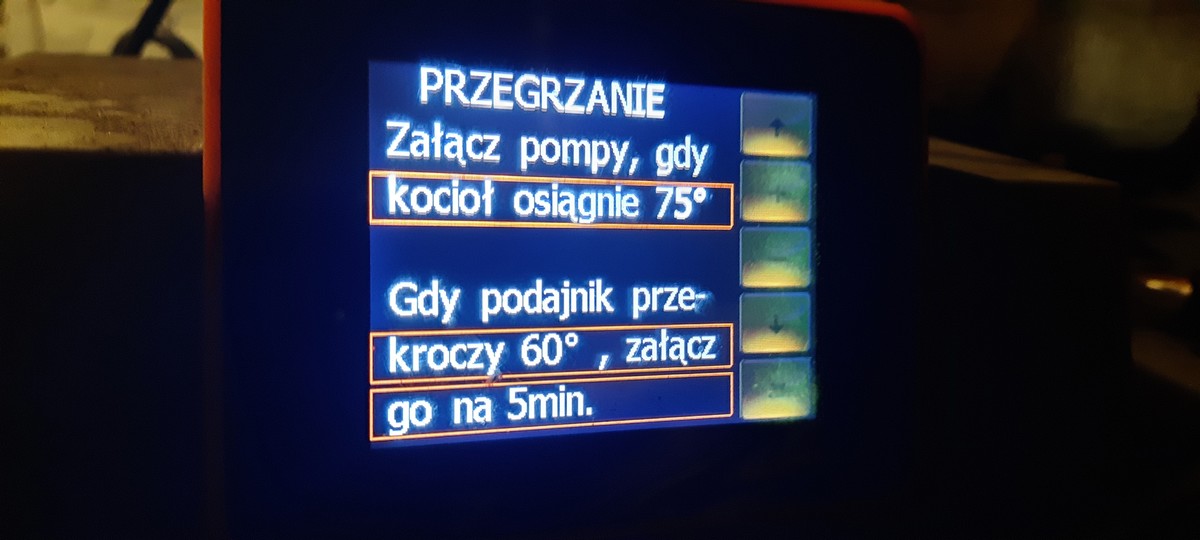 PRZEGRZANIE
Załącz pompy, gdy
kocioł osiągnie 75°
Gdy podajnik prze-
kroczy 60° , załącz
go na 5min.